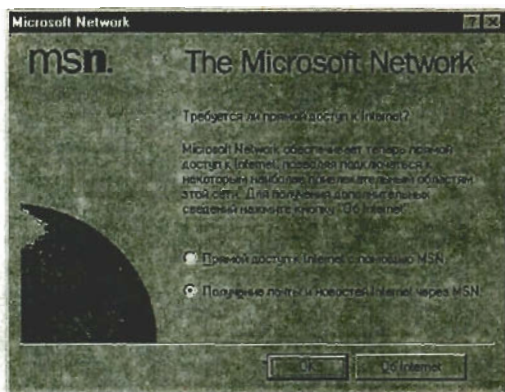 Microsoft Network
msn.
The Microsoft Network
Требуется ли прямой доступ к Internet?
Microsoft Network обеспечивает теперь прямой
доступ к Internet, позволяя подключаться к
некоторым наиболее привлекательным областям
этой сети. Для получения дополнительных
сведений нажмите кнопку "Об Internet".
Прямой доступ к Internet с помощью MSN.
Получение почты и новостей Internet через MSN.
OK
Об Internet